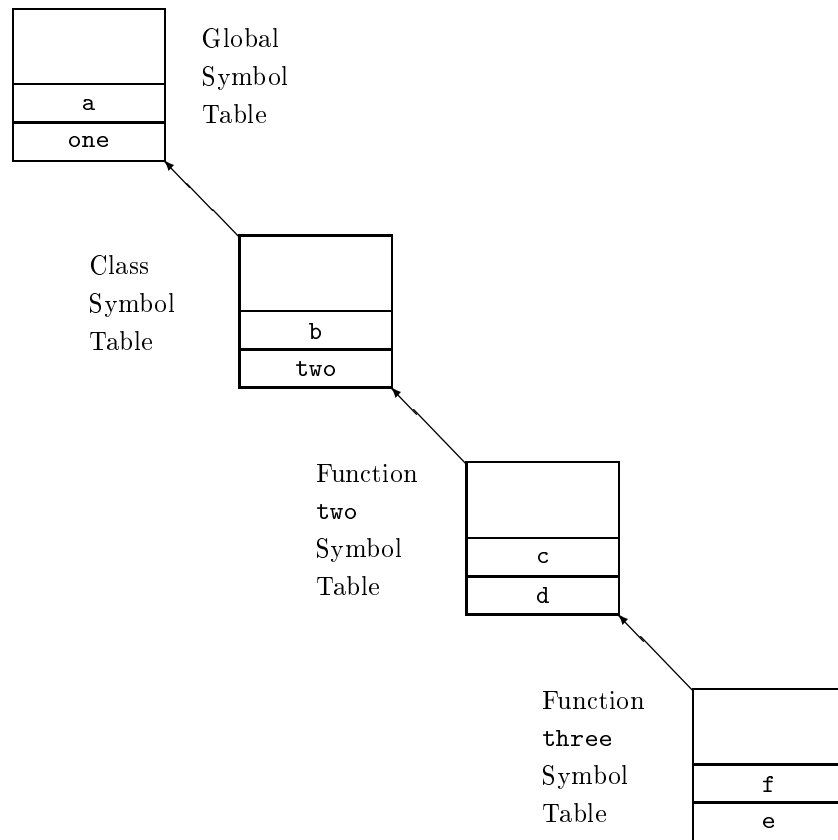 Global
Symbol
Table
a
one
Class
Symbol
Table
b
two
Function
two
Symbol
Table
c
d
Function
three
Symbol
Table
f
e